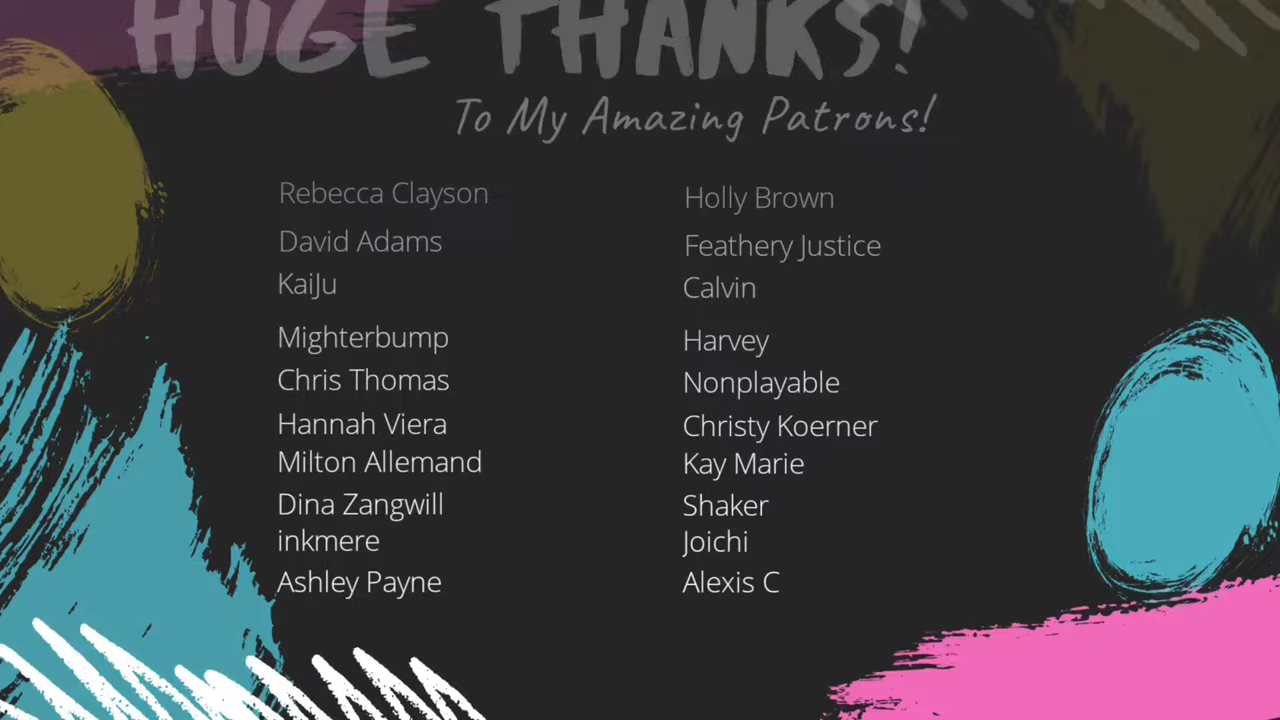 HUGE THANKS!
To My Amazing Patrons!
Rebecca Clayson
David Adams
KaiJu
Mighterbump
Chris Thomas
Hannah Viera
Milton Allemand
Dina Zangwill
inkmere
Ashley Payne
Holly Brown
Feathery Justice
Calvin
Harvey
Nonplayable
Christy Koerner
Kay Marie
Shaker
Joichi
Alexis C